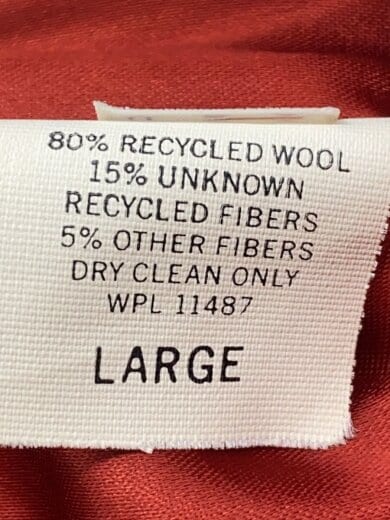 80% RECYCLED WOOL
15% UNKNOWN
RECYCLED FIBERS
5% OTHER FIBERS
DRY CLEAN ONLY
WPL 11487
LARGE